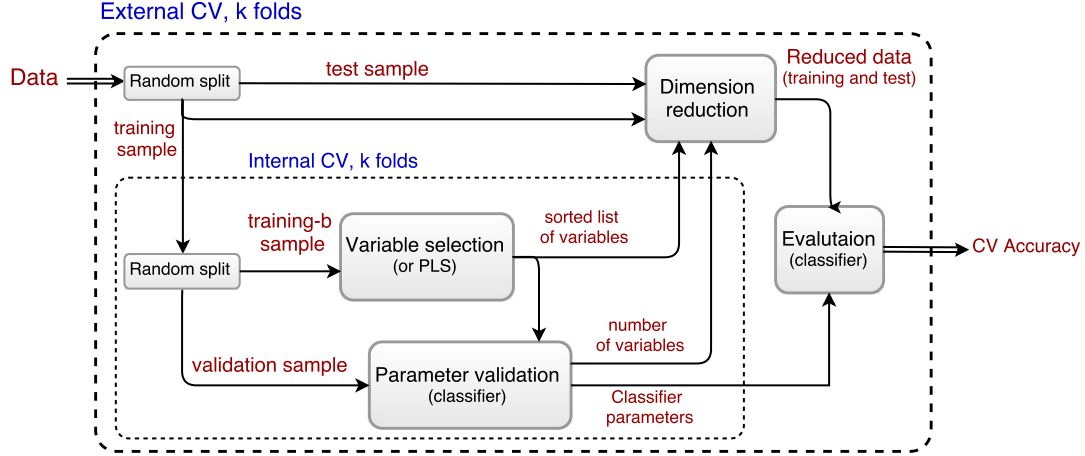 External CV, k folds
Data
Random split
test sample
Dimension
reduction
Reduced data
(training and test)
training
sample
Internal CV, k folds
training-b
sample
Variable selection
(or PLS)
sorted list
of variables
Random split
Evalutaion
(classifier)
CV Accuracy
validation sample
Parameter validation
(classifier)
number
of variables
Classifier
parameters